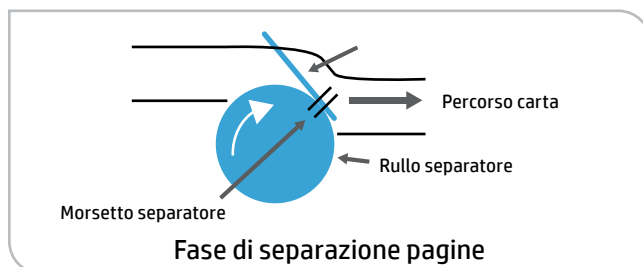 Percorso carta
Rullo separatore
Morsetto separatore
Fase di separazione pagine